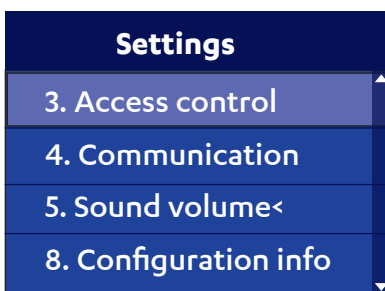 Settings
3. Access control
4. Communication
5. Sound volume<
8. Configuration info